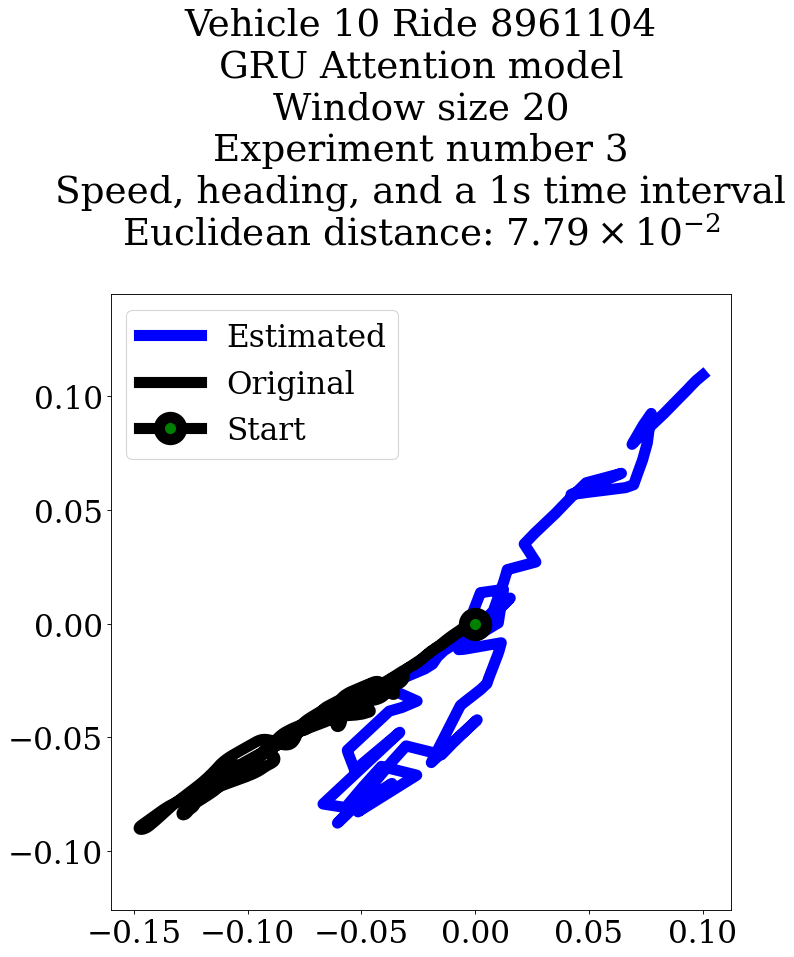 Vehicle 10 Ride 8961104
GRU Attention model
Window size 20
Experiment number 3
Speed, heading, and a 1s time interval
Euclidean distance: 7.79 × 10⁻²
Estimated
Original
Start
0.10
0.05
0.00
−0.05
−0.10
−0.15 −0.10 −0.05 0.00 0.05 0.10